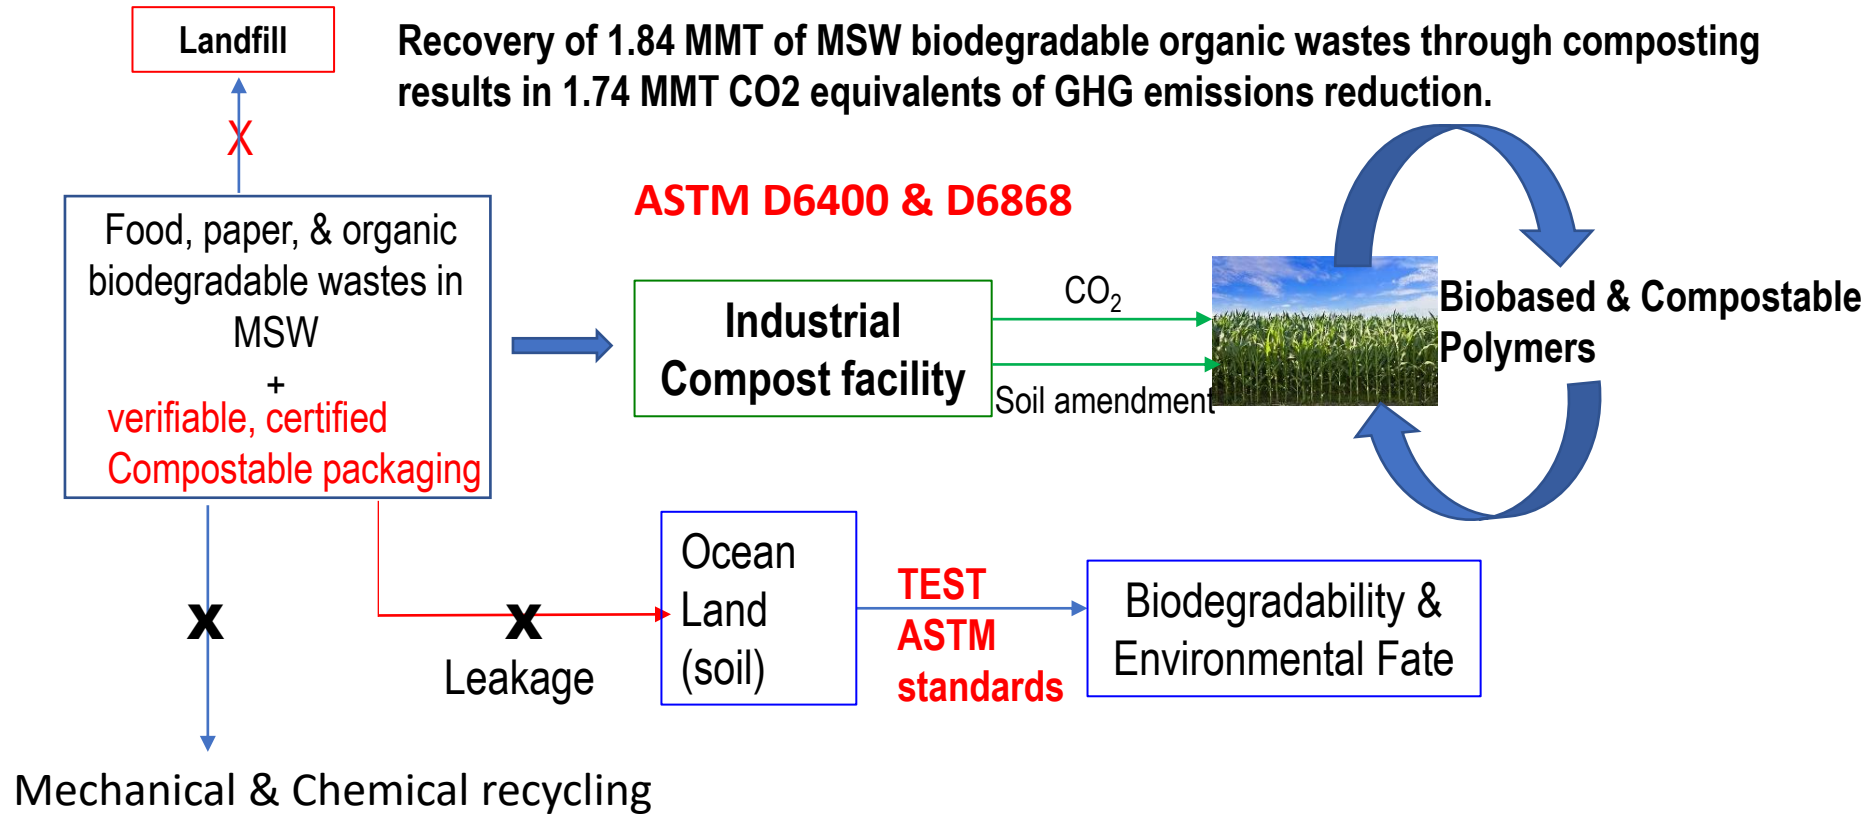 Landfill
Recovery of 1.84 MMT of MSW biodegradable organic wastes through composting
results in 1.74 MMT CO2 equivalents of GHG emissions reduction.
X
ASTM D6400 & D6868
Food, paper, & organic
biodegradable wastes in
MSW
+
verifiable, certified
Compostable packaging
Industrial
Compost facility
CO₂
Soil amendment
Biobased & Compostable
Polymers
x
x
Leakage
Ocean
Land
(soil)
TEST
ASTM
standards
Biodegradability &
Environmental Fate
Mechanical & Chemical recycling